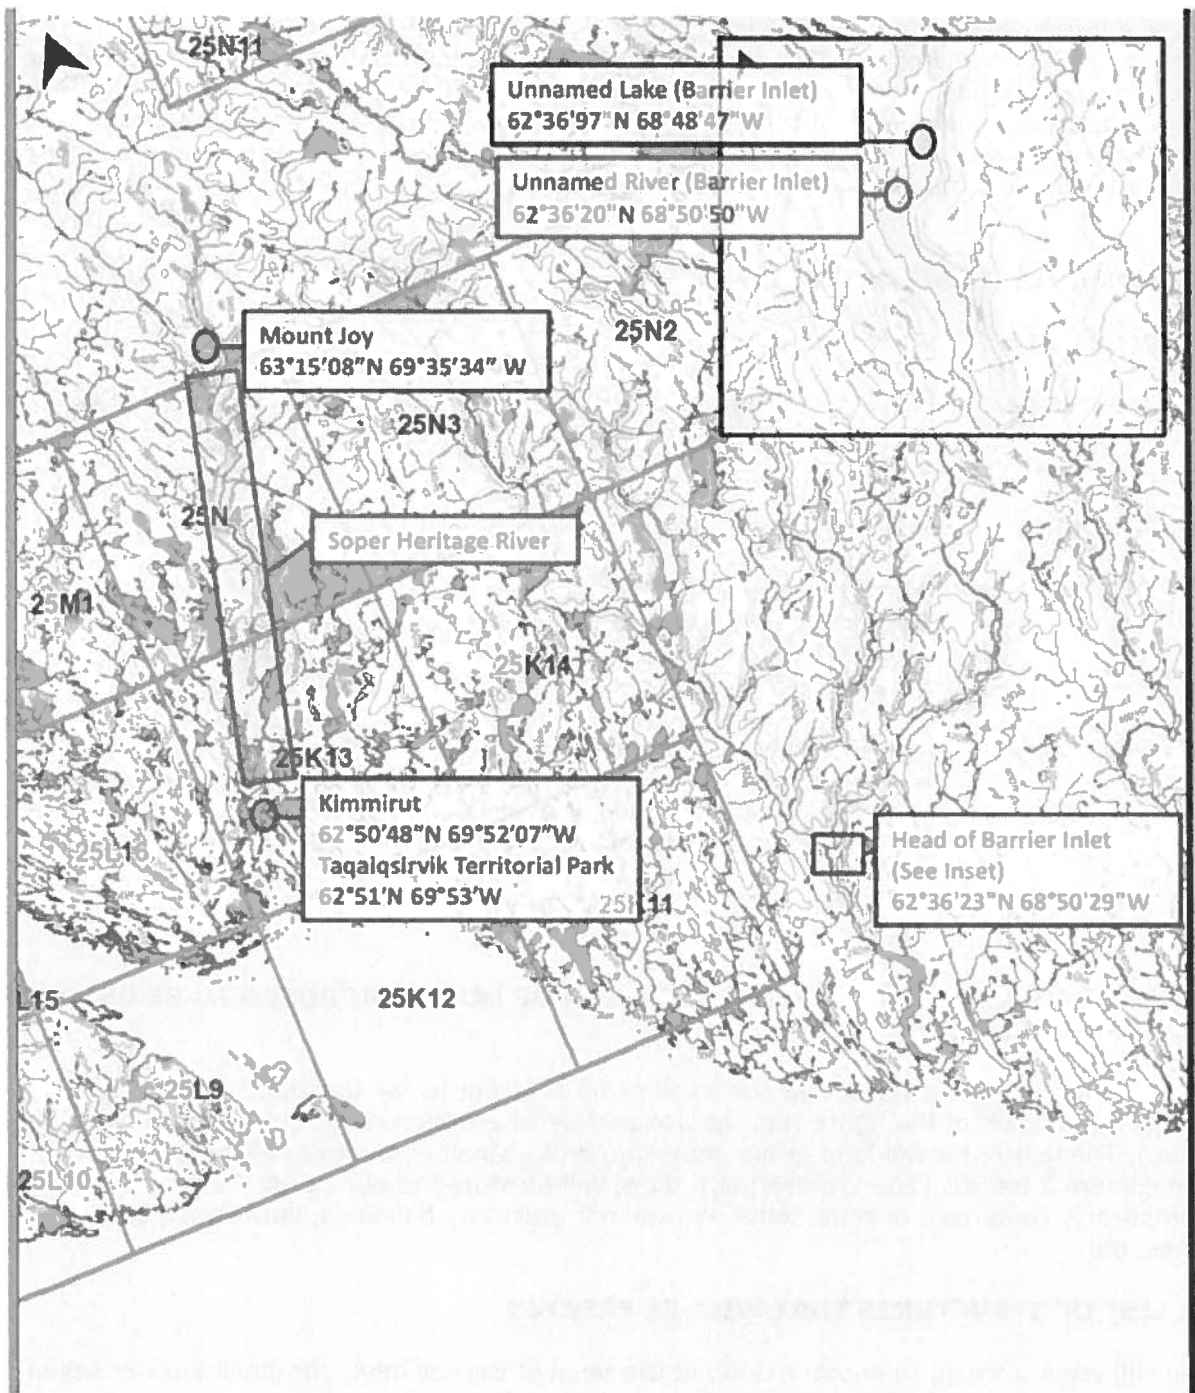 25N11
Unnamed Lake (Barrier Inlet)
62°36'97"N 68°48'47"W
Unnamed River (Barrier Inlet)
62°36'20"N 68°50'50"W
Mount Joy
63°15'08"N 69°35'34" W
25N2
25N3
25N4
Soper Heritage River
25M1
25K14
25K13
Kimmirut
62°50'48"N 69°52'07"W
Taqaiqsirvik Territorial Park
62°51'N 69°53'W
25L16
Head of Barrier Inlet
(See Inset)
62°36'23"N 68°50'29"W
25K11
25K12
L15
25L9
25L10